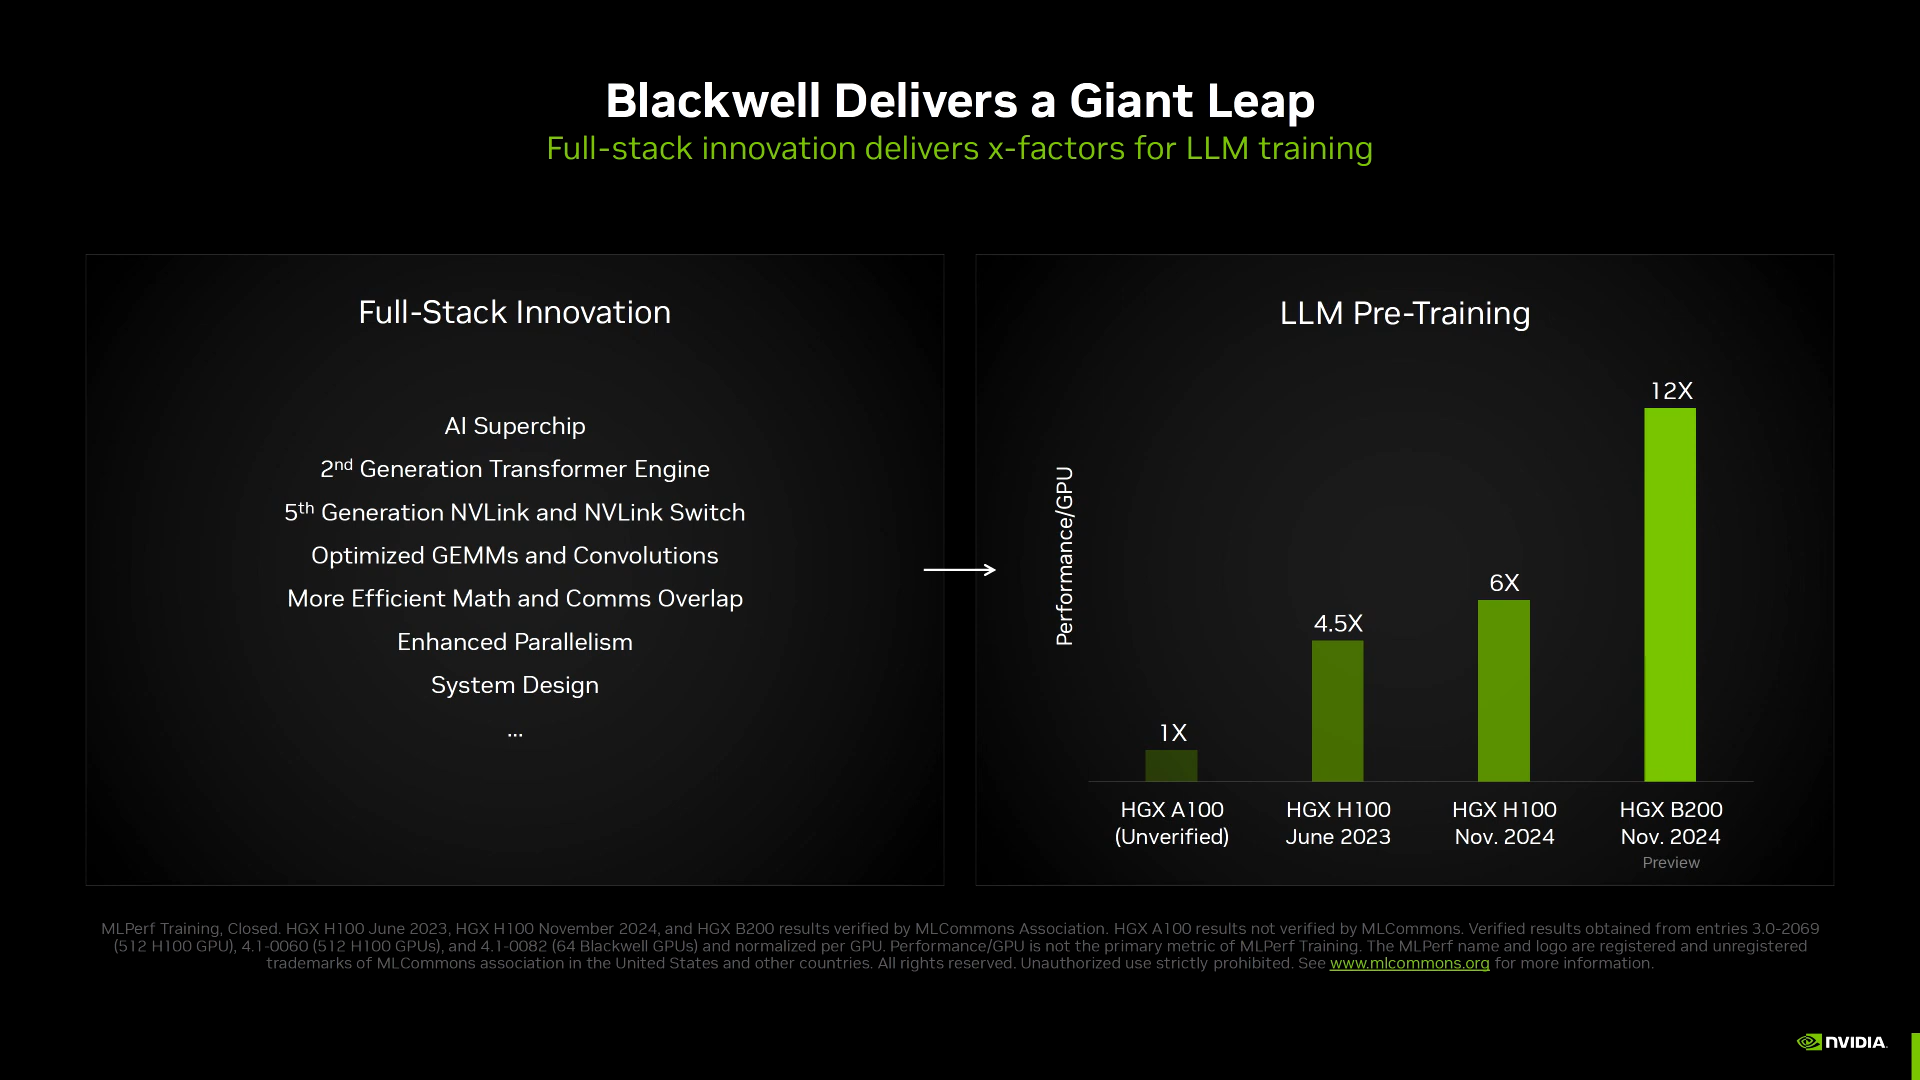 Blackwell Delivers a Giant Leap
Full-stack innovation delivers x-factors for LLM training
Full-Stack Innovation
AI Superchip
2nd Generation Transformer Engine
5th Generation NVLink and NVLink Switch
Optimized GEMMs and Convolutions
More Efficient Math and Comms Overlap
Enhanced Parallelism
System Design
...
LLM Pre-Training
Performance/GPU
1X
4.5X
6X
12X
HGX A100
(Unverified)
HGX H100
June 2023
HGX H100
Nov. 2024
HGX B200
Nov. 2024
Preview
MLPerf Training, Closed. HGX H100 June 2023, HGX H100 November 2024, and HGX B200 results verified by MLCommons Association. HGX A100 results not verified by MLCommons. Verified results obtained from entries 3.0-2069
(512 H100 GPU), 4.1-0060 (512 H100 GPUs), and 4.1-0082 (64 Blackwell GPUs) and normalized per GPU. Performance/GPU is not the primary metric of MLPerf Training. The MLPerf name and logo are registered and unregistered
trademarks of MLCommons association in the United States and other countries. All rights reserved. Unauthorized use strictly prohibited. See www.mlcommons.org for more information.
NVIDIA.